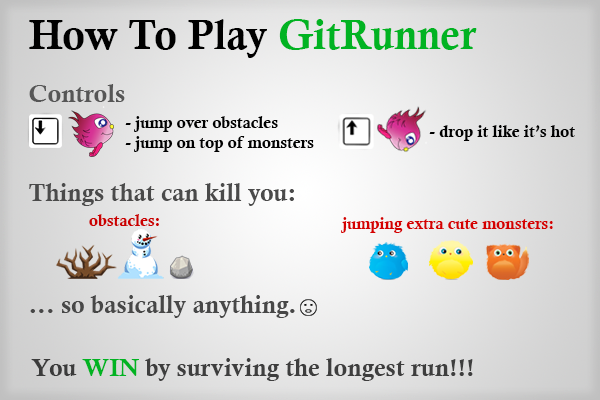 How To Play GitRunner
Controls
- jump over obstacles
- jump on top of monsters
- drop it like it's hot
Things that can kill you:
obstacles:
jumping extra cute monsters:
... so basically anything.
You WIN by surviving the longest run!!!